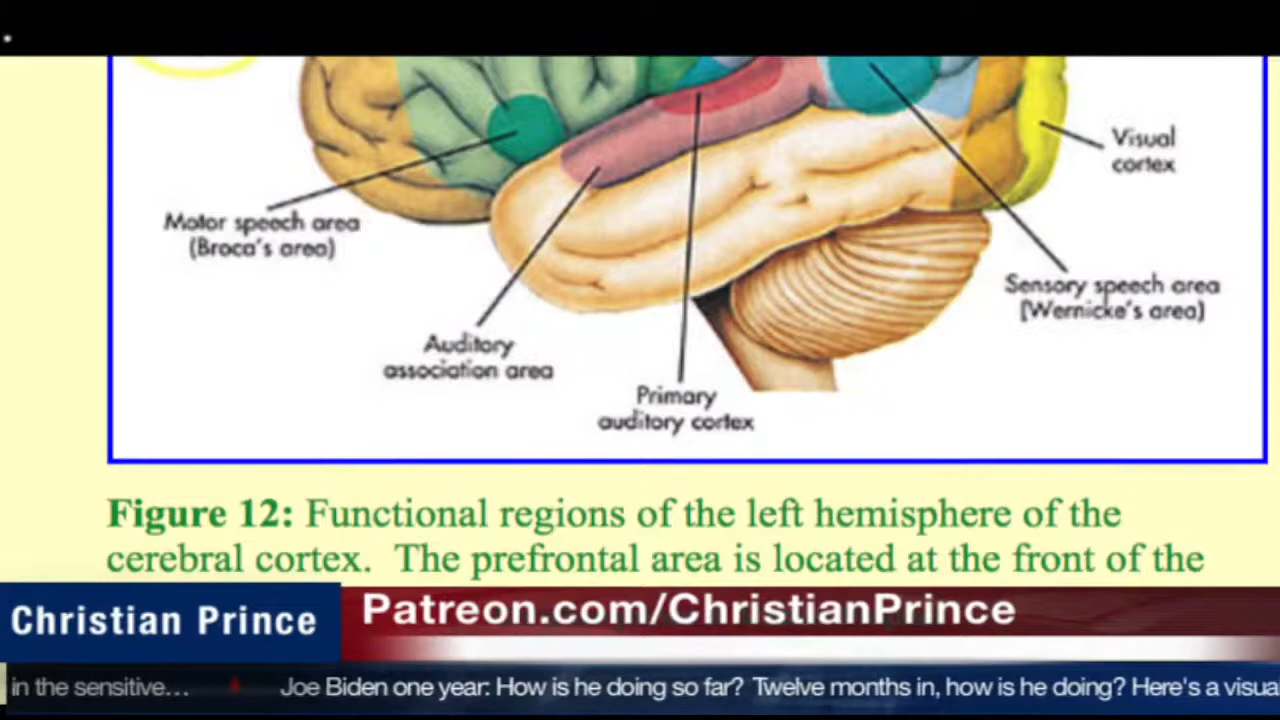 Visual
cortex
Motor speech area
(Broca's area)
Sensory speech area
[Wernicke's area)
Auditory
association area
Primary
auditory cortex
Figure 12: Functional regions of the left hemisphere of the
cerebral cortex. The prefrontal area is located at the front of the
Christian Prince
Patreon.com/ChristianPrince
in the sensitive... Joe Biden one year: How is he doing so far? Twelve months in, how is he doing? Here's a visua